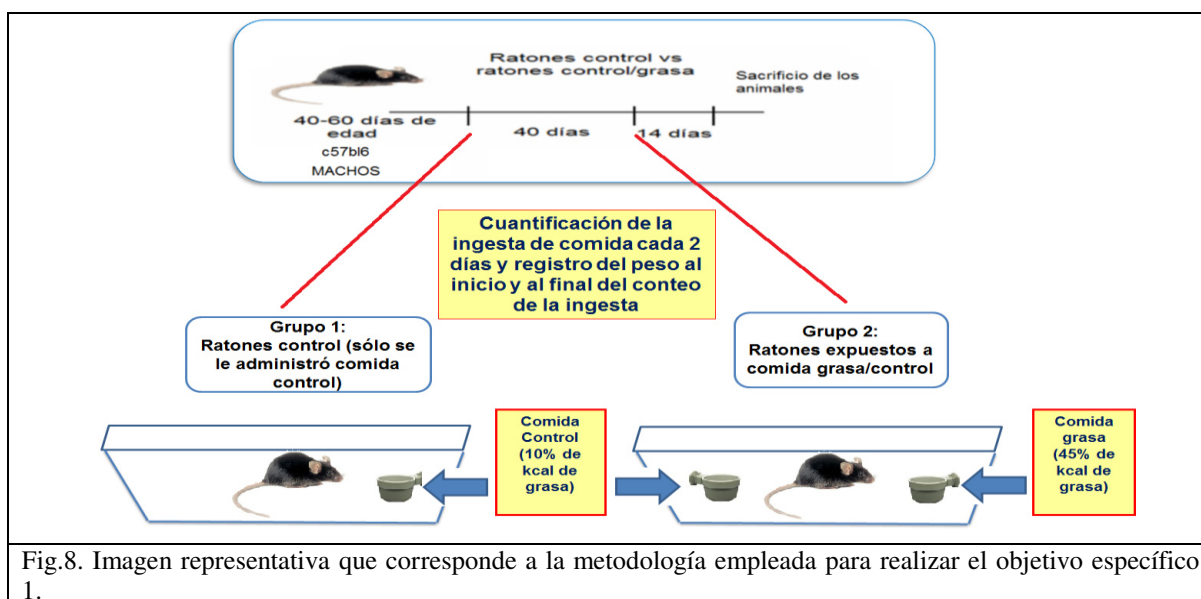 Ratones control vs
ratones control/grasa
Sacrificio de los
animales
40-60 días de
edad
c57bl6
MACHOS
40 días
14 días
Cuantificación de la
ingesta de comida cada 2
días y registro del peso al
inicio y al final del conteo
de la ingesta
Grupo 1:
Ratones control (sólo se
le administró comida
control)
Grupo 2:
Ratones expuestos a
comida grasa/control
Comida
Control
(10% de
kcal de
grasa)
Comida
grasa
(45% de
kcal de
grasa)
Fig.8. Imagen representativa que corresponde a la metodología empleada para realizar el objetivo específico
1.